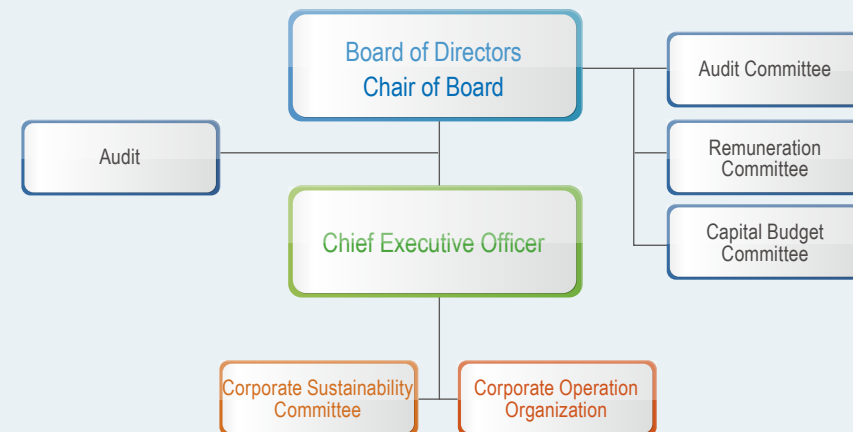 Board of Directors
Chair of Board
Audit Committee
Audit
Remuneration
Committee
Chief Executive Officer
Capital Budget
Committee
Corporate Sustainability
Committee
Corporate Operation
Organization